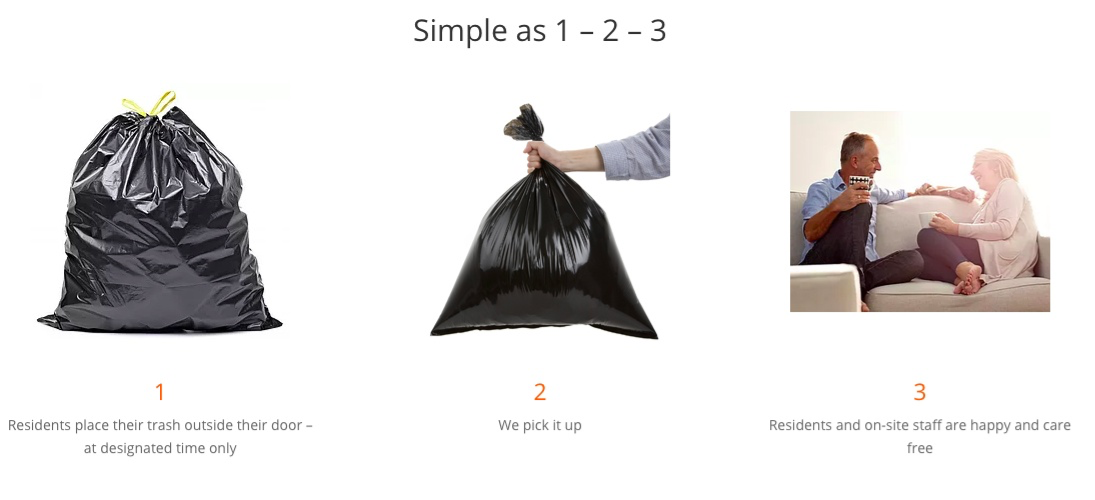 Simple as 1 – 2 – 3
1
Residents place their trash outside their door –
at designated time only
2
We pick it up
3
Residents and on-site staff are happy and care
free